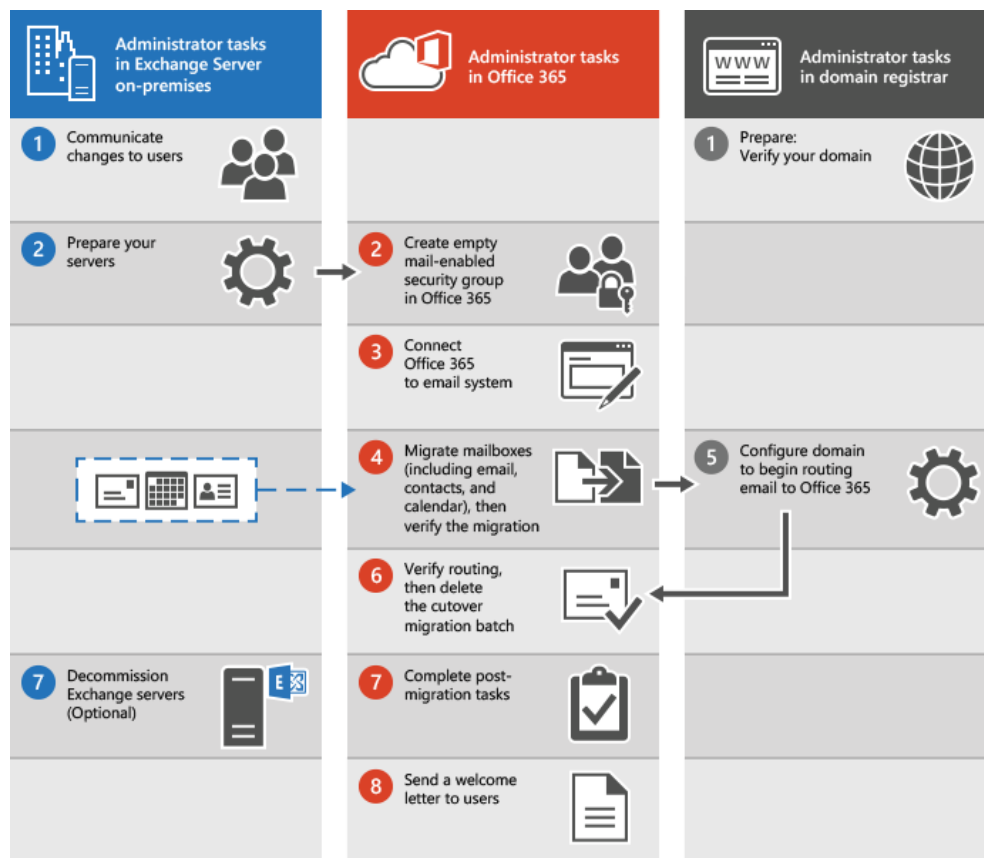 Administrator tasks
in Exchange Server
on-premises
Administrator tasks
in Office 365
WWW
Administrator tasks
in domain registrar
1
Communicate
changes to users
1
Prepare:
Verify your domain
2
Prepare your
servers
2
Create empty
mail-enabled
security group
in Office 365
3
Connect
Office 365
to email system
4
Migrate mailboxes
(including email,
contacts, and
calendar), then
verify the migration
5
Configure domain
to begin routing
email to Office 365
6
Verify routing,
then delete
the cutover
migration batch
7
Decommission
Exchange servers
(Optional)
E
7
Complete post-
migration tasks
8
Send a welcome
letter to users